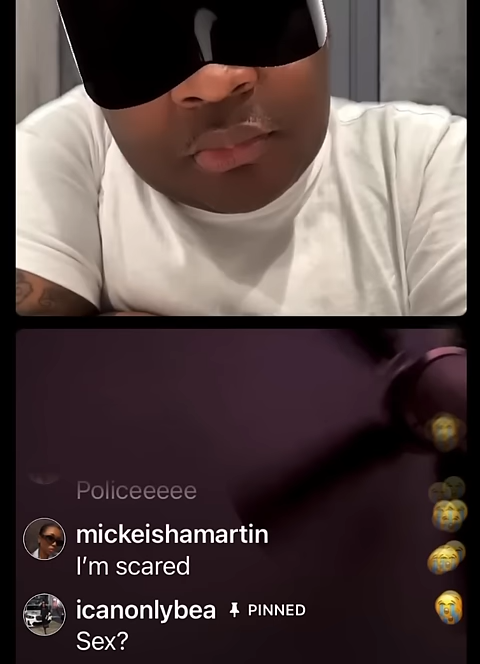 Policeeeee
mickeishamartin
I'm scared
icanonlybea PINNED
Sex?